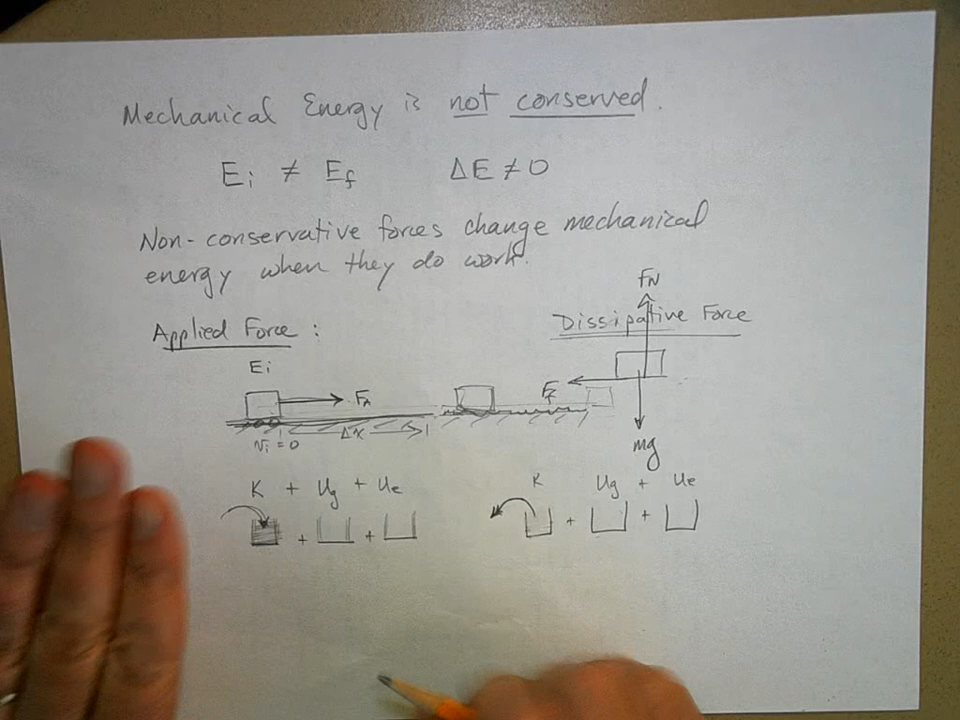 Mechanical Energy is not conserved.
Ei ≠ Ef ΔE ≠ 0
Non-conservative forces change mechanical
energy when they do work.
FN
Applied Force : Dissipative Force
Ei
FA Ff
vi = 0 Δx mg
K + Ug + Ue K Ug + Ue
+ + + +